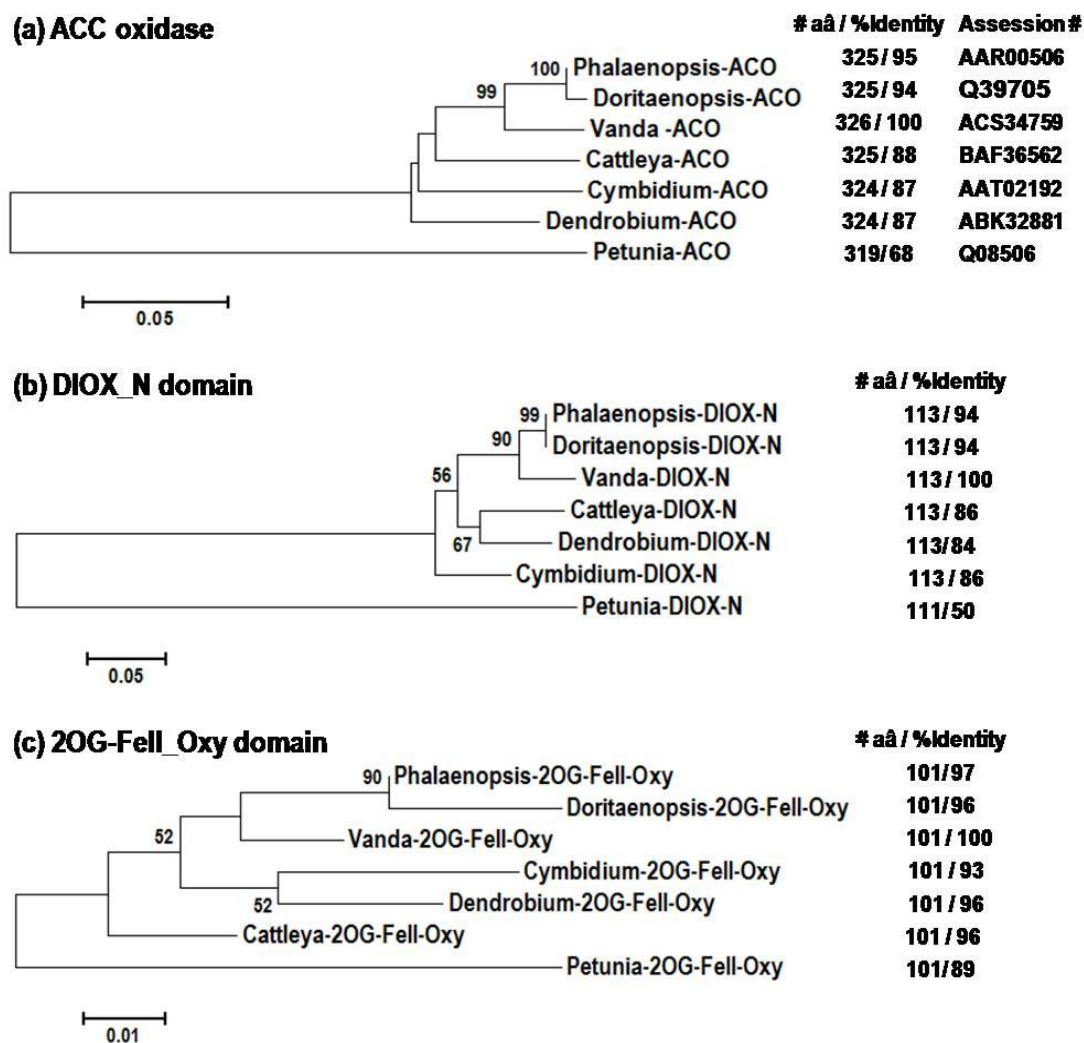 (a) ACC oxidase
# aâ / %Identity Assession #
100 Phalaenopsis-ACO 325 / 95 AAR00506
99 Doritaenopsis-ACO 325 / 94 Q39705
Vanda -ACO 326 / 100 ACS34759
Cattleya-ACO 325 / 88 BAF36562
Cymbidium-ACO 324 / 87 AAT02192
Dendrobium-ACO 324 / 87 ABK32881
Petunia-ACO 319 / 68 Q08506
0.05
(b) DIOX_N domain
# aâ / %Identity
99 Phalaenopsis-DIOX-N 113 / 94
90 Doritaenopsis-DIOX-N 113 / 94
56 Vanda-DIOX-N 113 / 100
Cattleya-DIOX-N 113 / 86
67 Dendrobium-DIOX-N 113/ 84
Cymbidium-DIOX-N 113 / 86
Petunia-DIOX-N 111/ 50
0.05
(c) 2OG-FeII_Oxy domain
# aâ / %Identity
90 Phalaenopsis-2OG-FeII-Oxy 101/97
Doritaenopsis-2OG-FeII-Oxy 101/ 96
52 Vanda-2OG-FeII-Oxy 101 / 100
Cymbidium-2OG-FeII-Oxy 101 / 93
52 Dendrobium-2OG-FeII-Oxy 101 / 96
Cattleya-2OG-FeII-Oxy 101 / 96
Petunia-2OG-FeII-Oxy 101/89
0.01